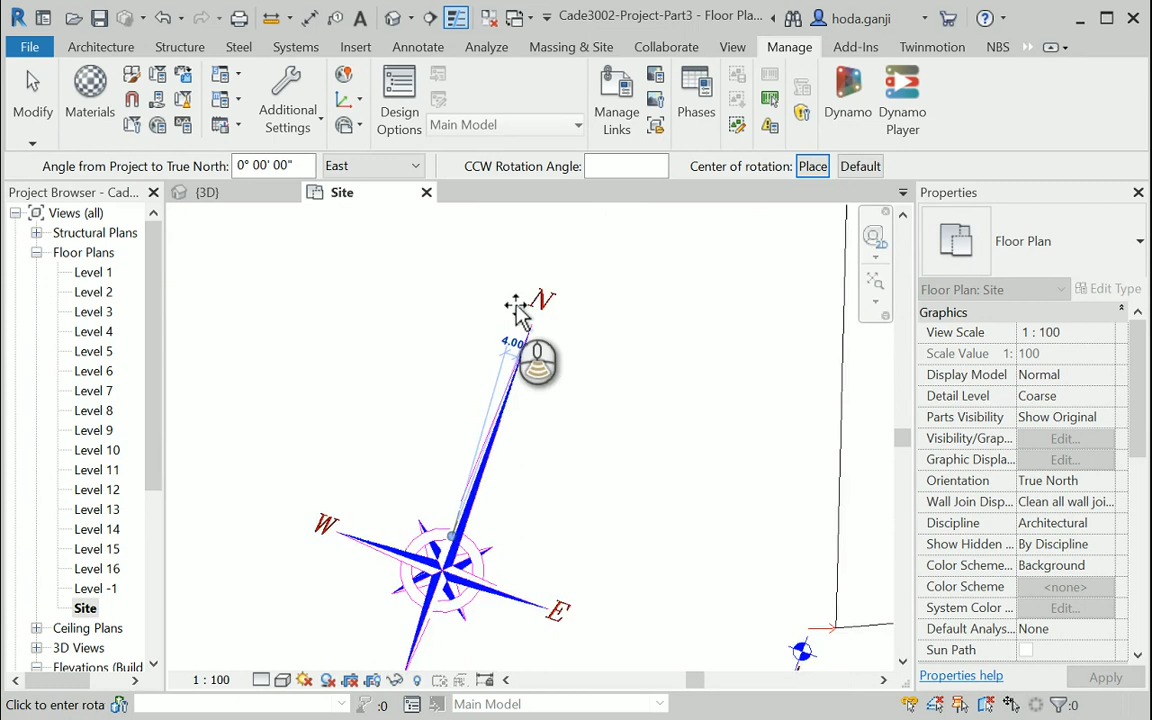 Cade3002-Project-Part3 - Floor Pla... hoda.ganji
File Architecture Structure Steel Systems Insert Annotate Analyze Massing & Site Collaborate View Manage Add-Ins Twinmotion NBS
Modify Materials Additional Settings Design Options Main Model Manage Links Phases Dynamo Dynamo Player
Angle from Project to True North: 0° 00' 00" East CCW Rotation Angle: Center of rotation: Place Default
Project Browser - Cad...
{3D} Site
Properties
Views (all)
Structural Plans
Floor Plans
Level 1
Level 2
Level 3
Level 4
Level 5
Level 6
Level 7
Level 8
Level 9
Level 10
Level 11
Level 12
Level 13
Level 14
Level 15
Level 16
Level -1
Site
Ceiling Plans
3D Views
Elevations (Build
N
4.00
W
E
2D
Floor Plan
Floor Plan: Site Edit Type
Graphics
View Scale 1 : 100
Scale Value 1: 100
Display Model Normal
Detail Level Coarse
Parts Visibility Show Original
Visibility/Grap... Edit...
Graphic Displa... Edit...
Orientation True North
Wall Join Disp... Clean all wall joi...
Discipline Architectural
Show Hidden ... By Discipline
Color Scheme... Background
Color Scheme <none>
System Color ... Edit...
Default Analys... None
Sun Path
Properties help Apply
1 : 100
Click to enter rota :0 Main Model :0